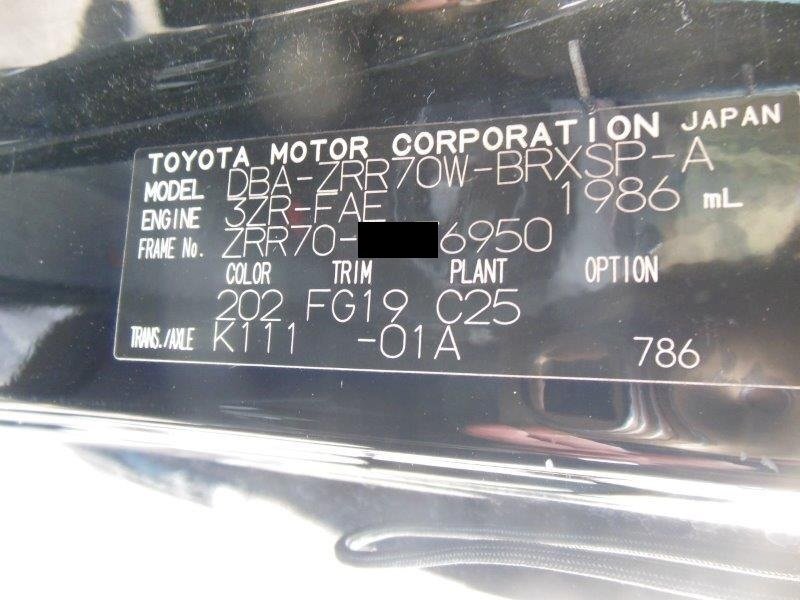 TOYOTA MOTOR CORPORATION JAPAN
MODEL DBA-ZRR70W-BRXSP-A
ENGINE 3ZR-FAE 1986 mL
FRAME No. ZRR70- 6950
COLOR TRIM PLANT OPTION
202 FG19 C25
TRANS./AXLE K111 -01A 786